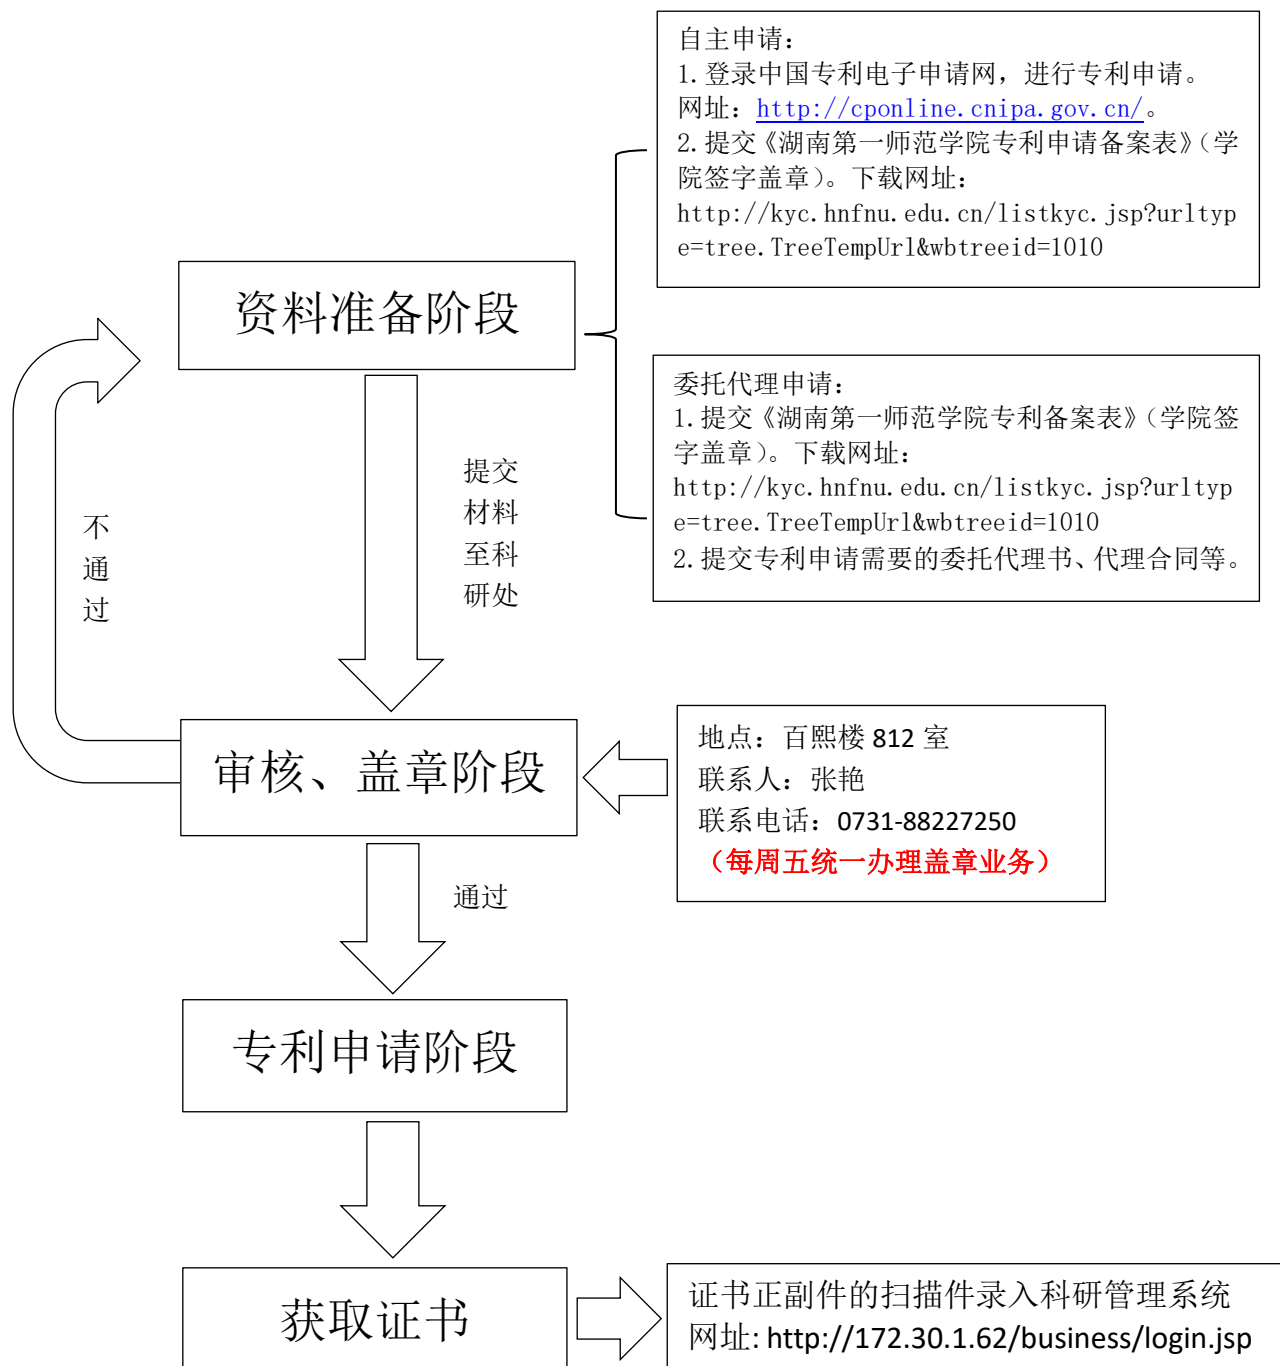 自主申请：
1.登录中国专利电子申请网，进行专利申请。
网址：http://cponline.cnipa.gov.cn/。
2.提交《湖南第一师范学院专利申请备案表》（学
院签字盖章）。下载网址：
http://kyc.hnfnu.edu.cn/listkyc.jsp?urltyp
e=tree.TreeTempUrl&wbtreeid=1010
资料准备阶段
委托代理申请：
1.提交《湖南第一师范学院专利备案表》（学院签
字盖章）。下载网址：
http://kyc.hnfnu.edu.cn/listkyc.jsp?urltyp
e=tree.TreeTempUrl&wbtreeid=1010
2.提交专利申请需要的委托代理书、代理合同等。
提交
材料
至科
研处
不
通
过
审核、盖章阶段
地点：百熙楼 812 室
联系人：张艳
联系电话：0731-88227250
（每周五统一办理盖章业务）
通过
专利申请阶段
获取证书
证书正副件的扫描件录入科研管理系统
网址: http://172.30.1.62/business/login.jsp